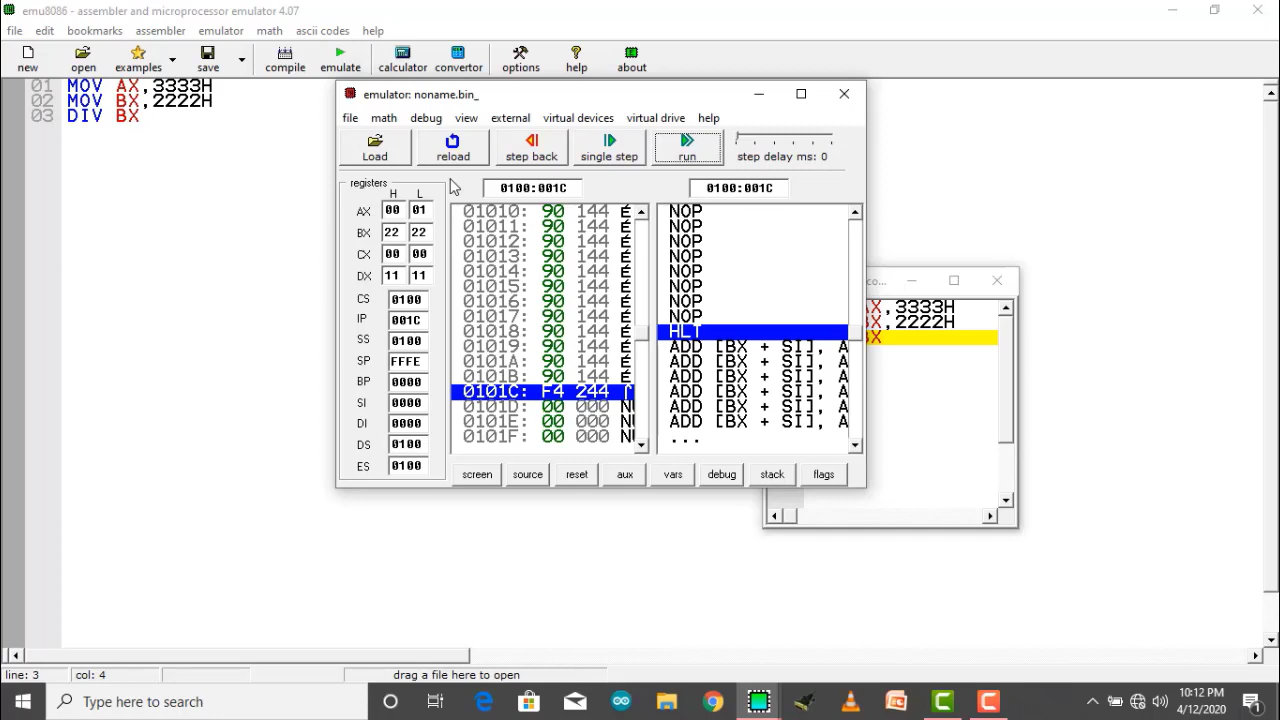 emu8086 - assembler and microprocessor emulator 4.07
file edit bookmarks assembler emulator math ascii codes help
new open examples save compile emulate calculator convertor options help about
01 MOV AX,3333H
02 MOV BX,2222H
03 DIV BX
emulator: noname.bin_
file math debug view external virtual devices virtual drive help
Load reload step back single step run step delay ms: 0
registers
H L
AX 00 01
BX 22 22
CX 00 00
DX 11 11
CS 0100
IP 001C
SS 0100
SP FFFE
BP 0000
SI 0000
DI 0000
DS 0100
ES 0100
0100:001C
01010: 90 144 É
01011: 90 144 É
01012: 90 144 É
01013: 90 144 É
01014: 90 144 É
01015: 90 144 É
01016: 90 144 É
01017: 90 144 É
01018: 90 144 É
01019: 90 144 É
0101A: 90 144 É
0101B: 90 144 É
0101C: F4 244
0101D: 00 000
0101E: 00 000
0101F: 00 000
0100:001C
NOP
NOP
NOP
NOP
NOP
NOP
NOP
NOP
HLT
ADD [BX + SI], A
ADD [BX + SI], A
ADD [BX + SI], A
ADD [BX + SI], A
ADD [BX + SI], A
ADD [BX + SI], A
...
screen source reset aux vars debug stack flags
co...
X,3333H
X,2222H
X
line: 3 col: 4 drag a file here to open
Type here to search
10:12 PM
4/12/2020
1